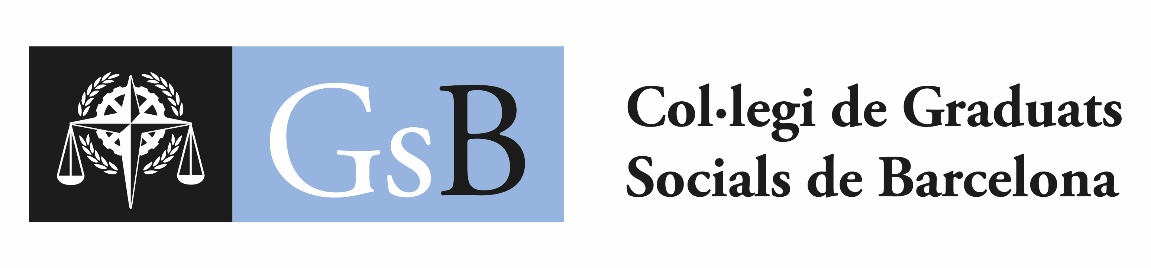 GsB
Col·legi de Graduats
Socials de Barcelona